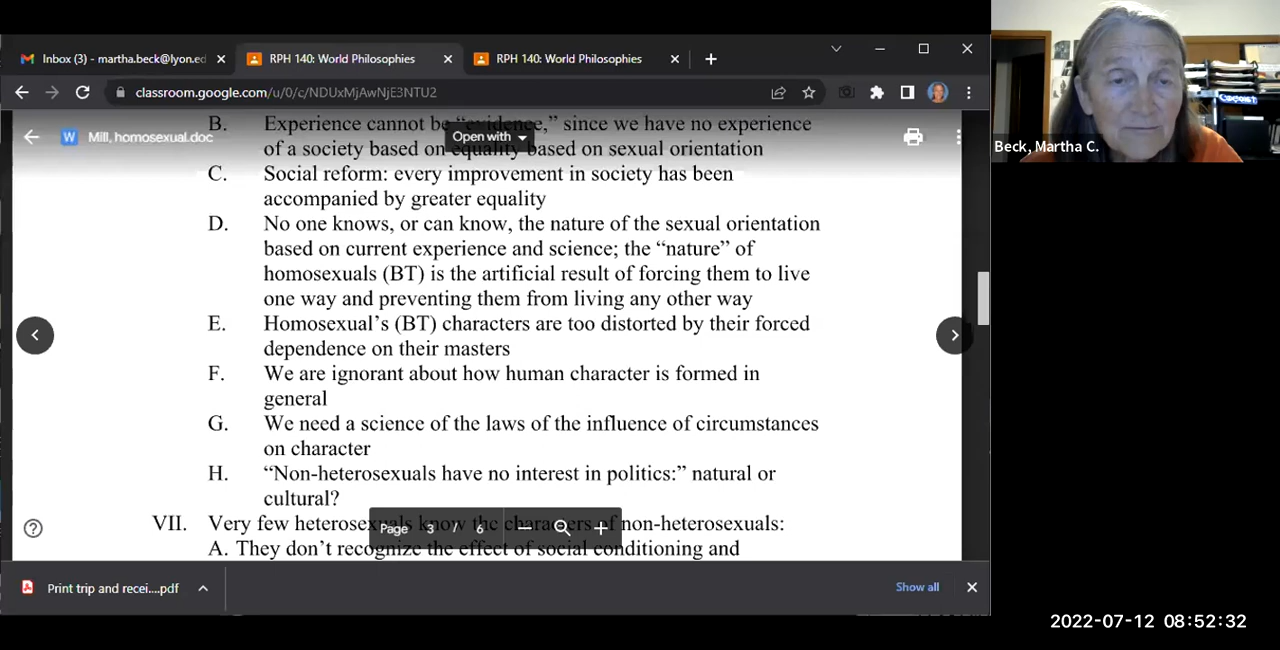 Inbox (3) - martha.beck@lyon.ed
RPH 140: World Philosophies
RPH 140: World Philosophies
classroom.google.com/u/0/c/NDUxMjAwNjE3NTU2
Mill, homosexual.doc
Open with
B. Experience cannot be “evidence,” since we have no experience
of a society based on equality based on sexual orientation
C. Social reform: every improvement in society has been
accompanied by greater equality
D. No one knows, or can know, the nature of the sexual orientation
based on current experience and science; the “nature” of
homosexuals (BT) is the artificial result of forcing them to live
one way and preventing them from living any other way
E. Homosexual’s (BT) characters are too distorted by their forced
dependence on their masters
F. We are ignorant about how human character is formed in
general
G. We need a science of the laws of the influence of circumstances
on character
H. “Non-heterosexuals have no interest in politics:” natural or
cultural?
VII. Very few heterosexuals know the characters of non-heterosexuals:
A. They don’t recognize the effect of social conditioning and
Page 3 / 6
Print trip and recei....pdf
Show all
Beck, Martha C.
2022-07-12 08:52:32